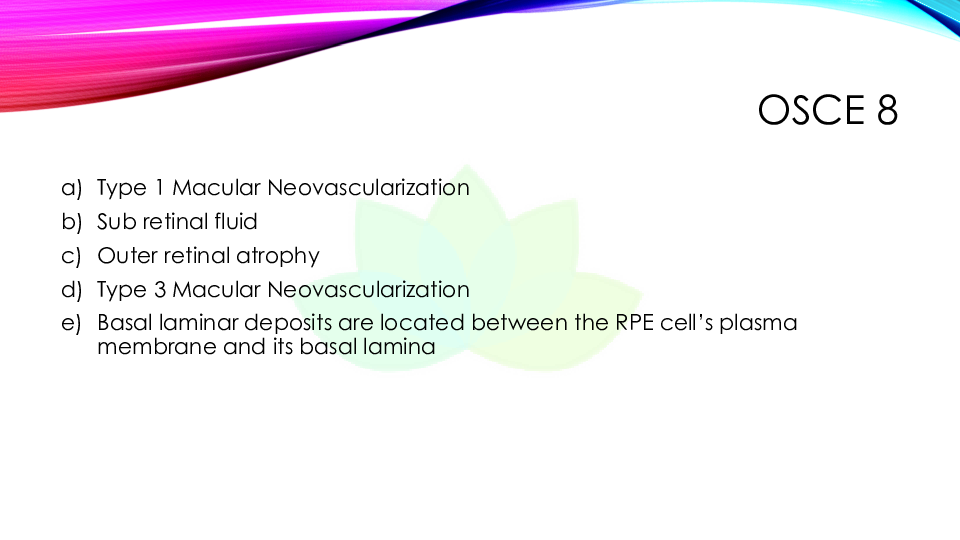 OSCE 8
a) Type 1 Macular Neovascularization
b) Sub retinal fluid
c) Outer retinal atrophy
d) Type 3 Macular Neovascularization
e) Basal laminar deposits are located between the RPE cell’s plasma
membrane and its basal lamina